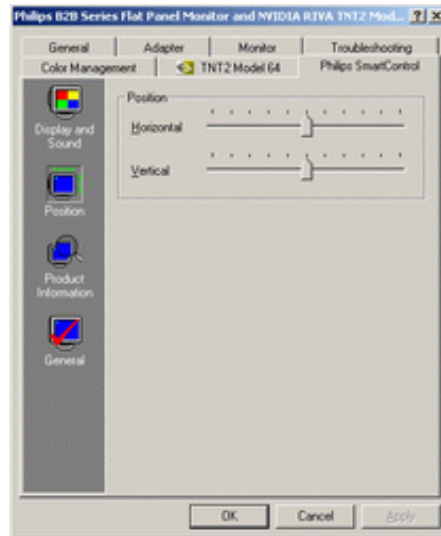 Philips B2B Series Flat Panel Monitor and NVIDIA RIVA TNT2 Mod...
General Adapter Monitor Troubleshooting
Color Management TNT2 Model 64 Philips SmartControl
Display and
Sound
Position
Product
Information
General
Position
Horizontal
Vertical
OK Cancel Apply